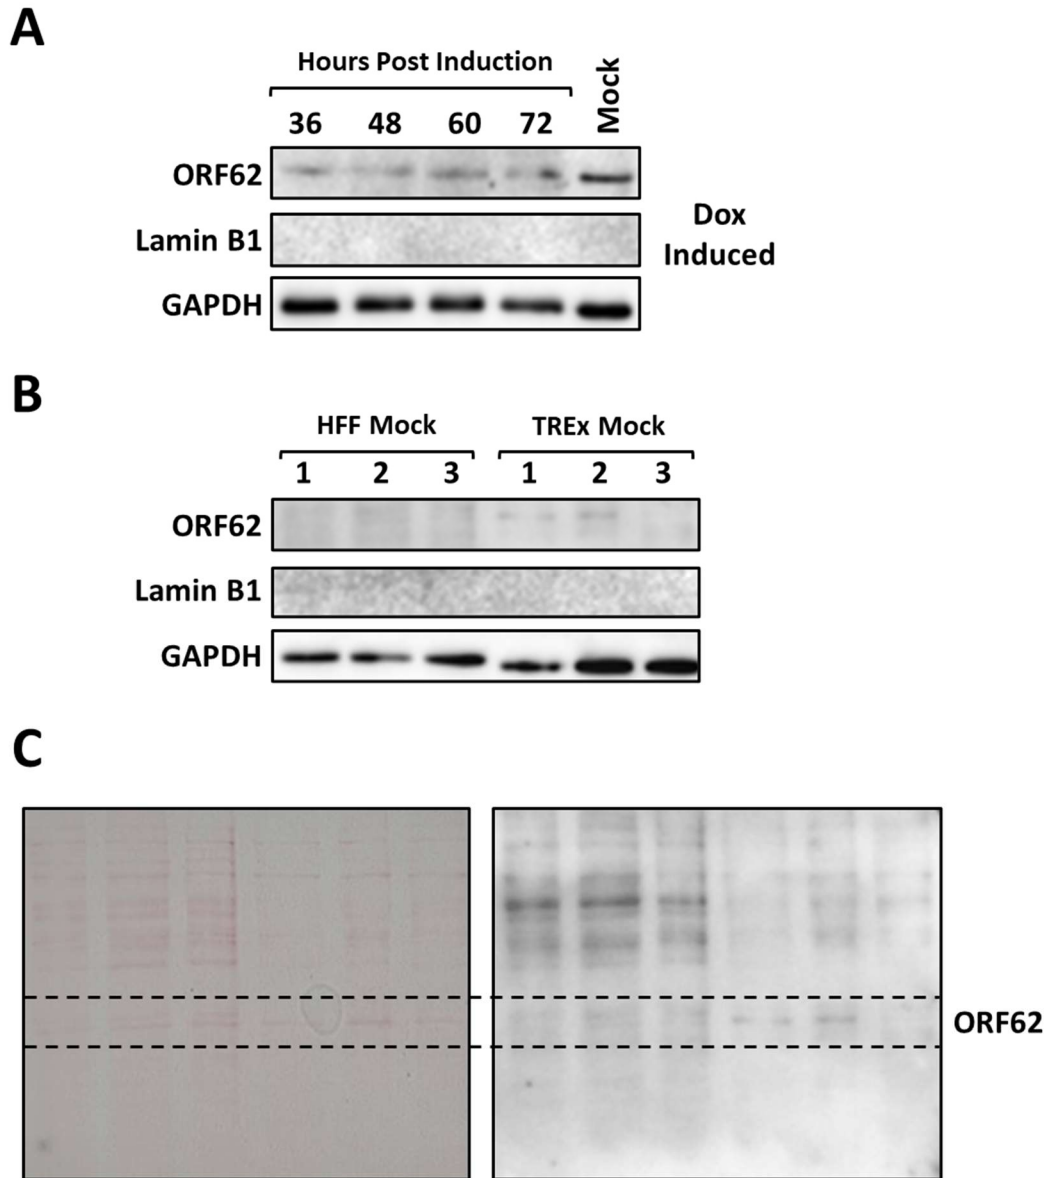 A
Hours Post Induction
Mock
36 48 60 72
ORF62
Lamin B1
GAPDH
Dox
Induced
B
HFF Mock TREx Mock
1 2 3 1 2 3
ORF62
Lamin B1
GAPDH
C
ORF62